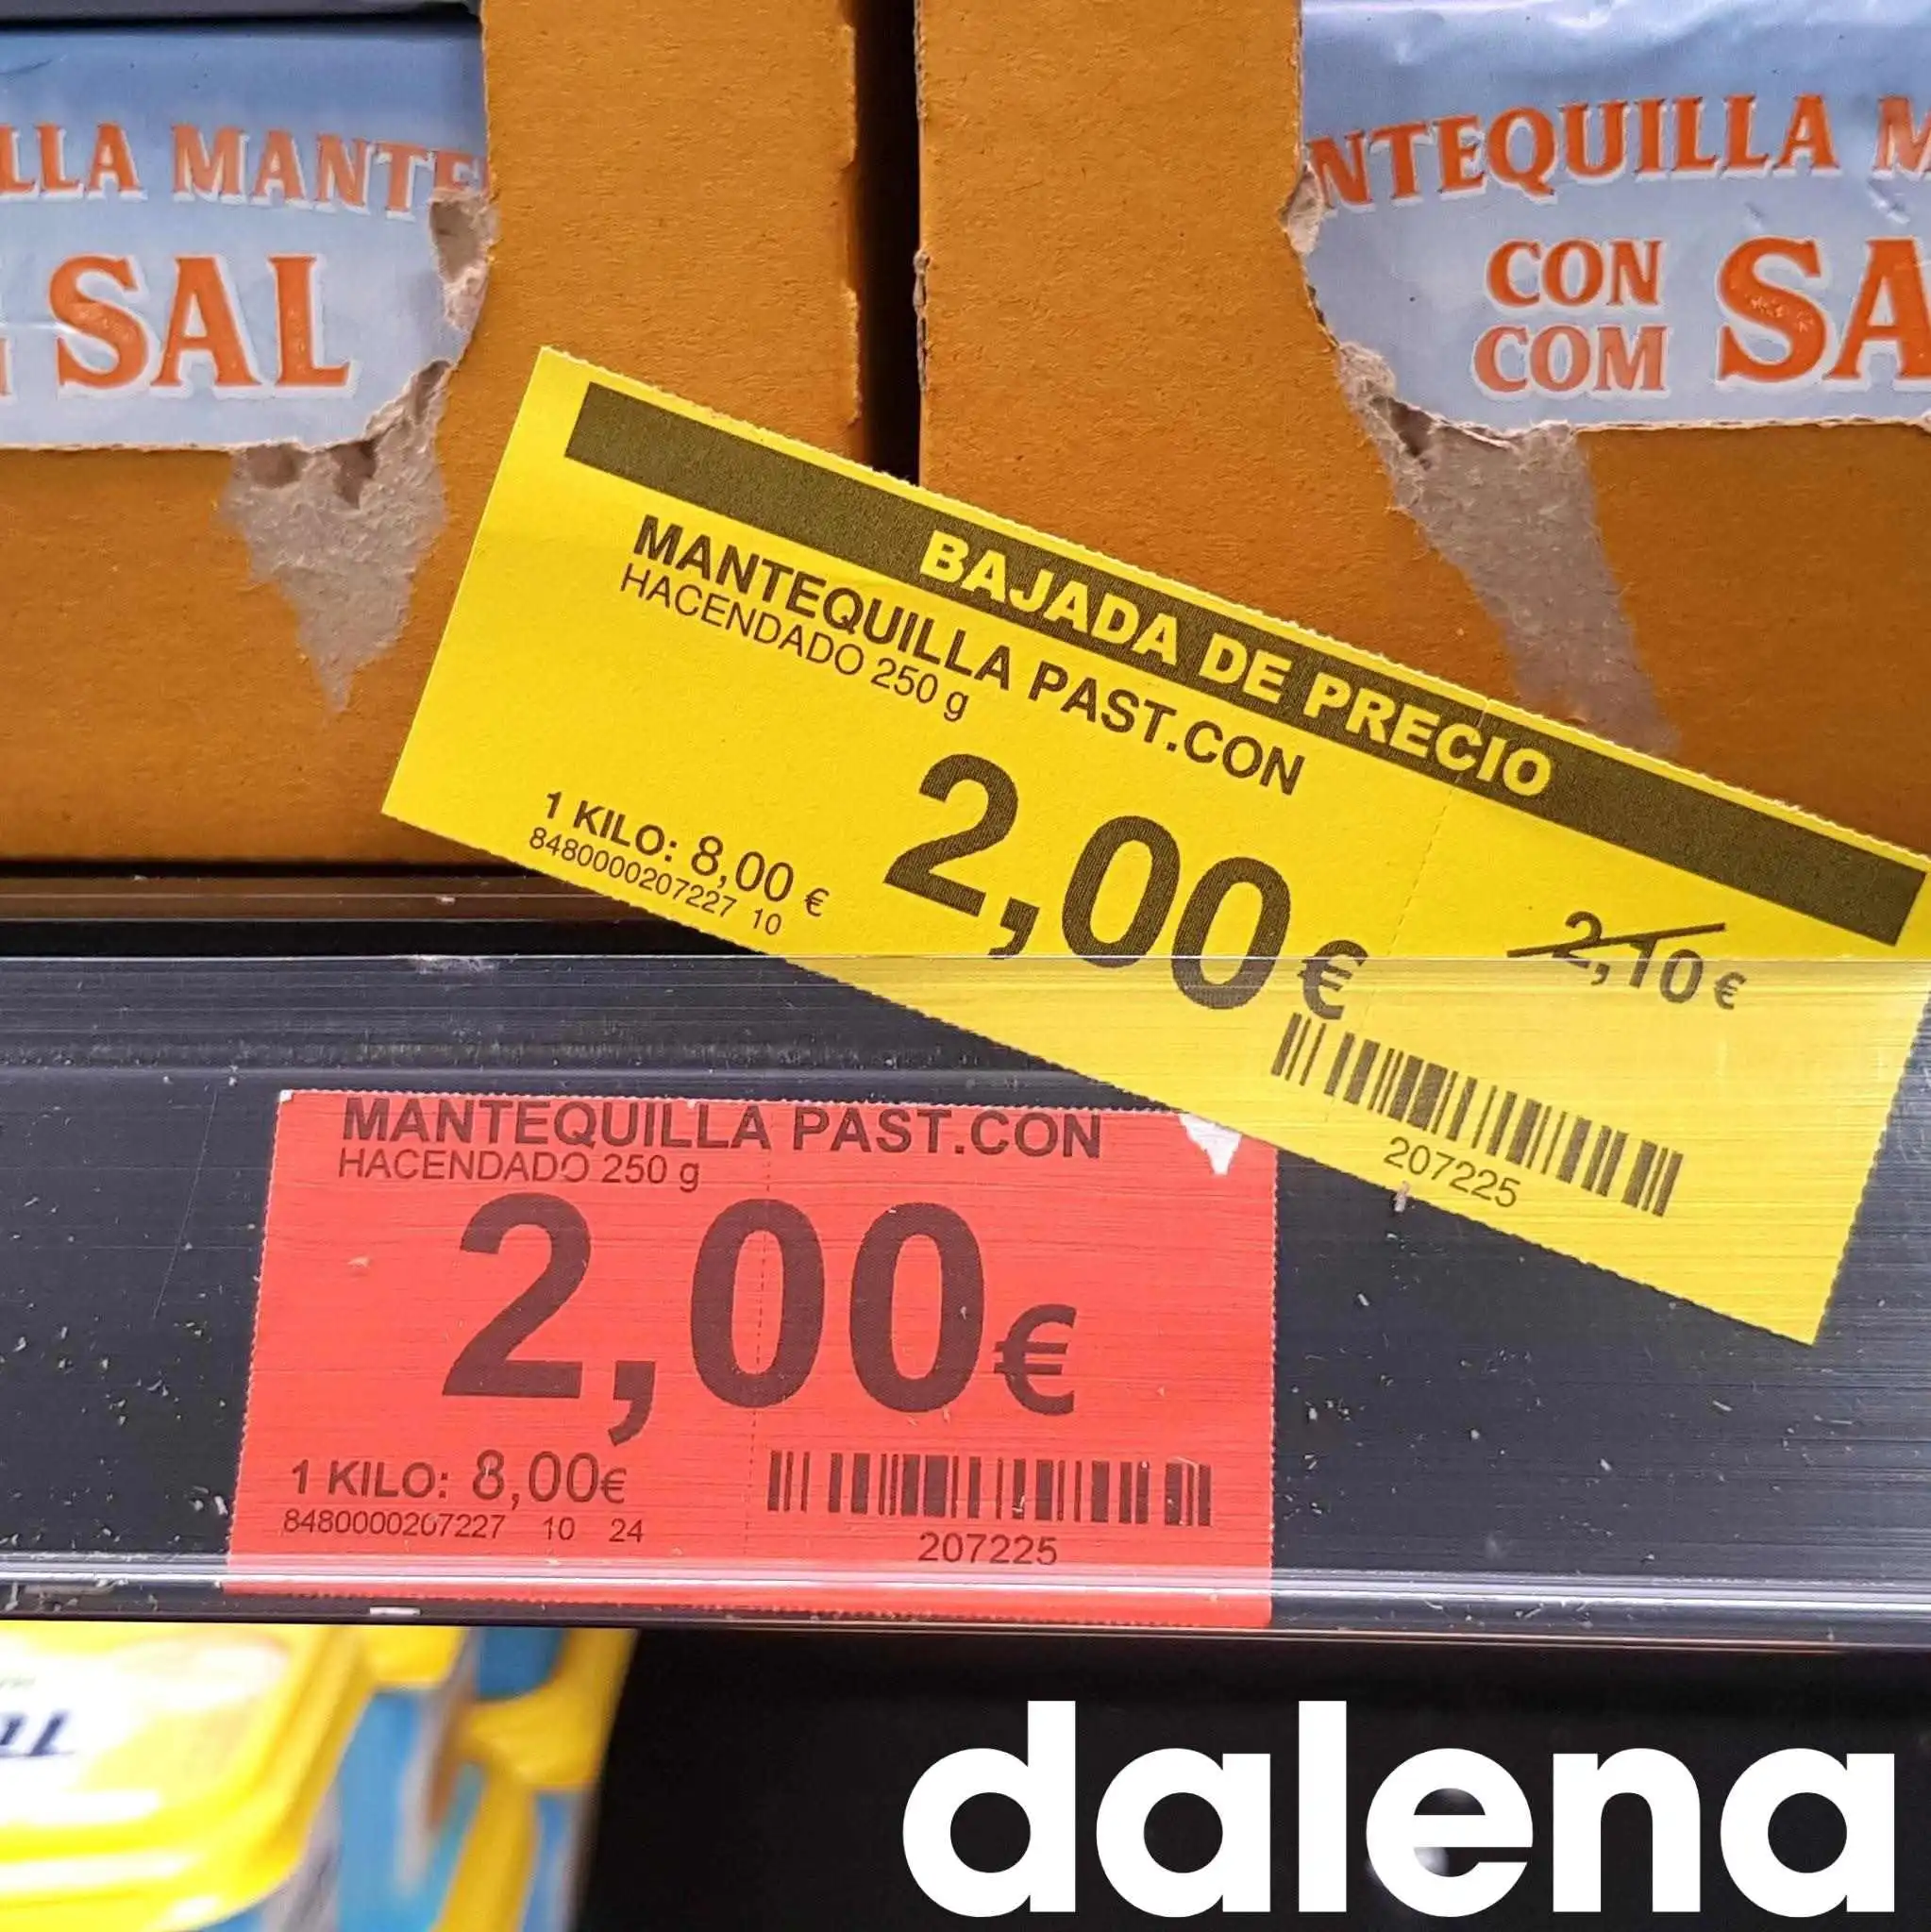 LLA MANTE
SAL
NTEQUILLA M
CON
COM SA
BAJADA DE PRECIO
MANTEQUILLA PAST.CON
HACENDADO 250 g
2,00€
1 KILO: 8,00 €
8480000207227 10
2,10€
207225
MANTEQUILLA PAST.CON
HACENDADO 250 g
2,00€
1 KILO: 8,00€
8480000207227 10 24
207225
dalena